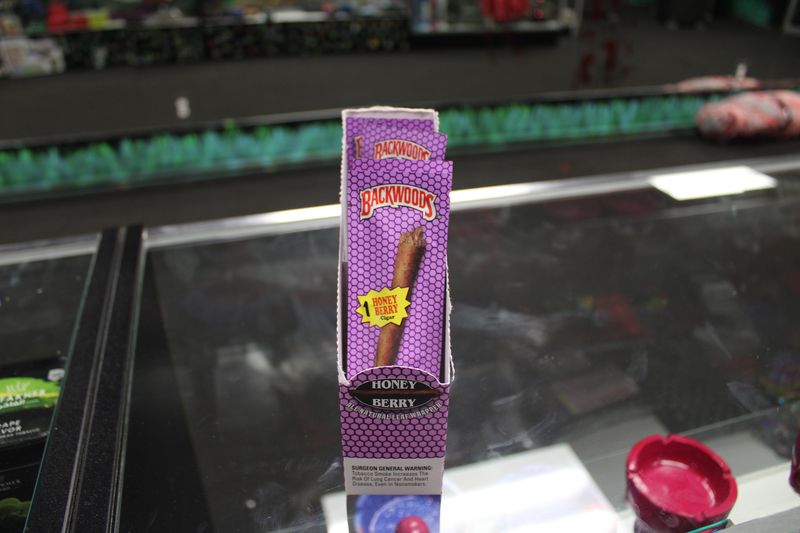 BACKWOODS
BACKWOODS
1 HONEY
BERRY
Cigar
HONEY
BERRY
ALL NATURAL LEAF WRAPPER
SURGEON GENERAL WARNING:
Tobacco Smoke Increases The
Risk Of Lung Cancer And Heart
Disease, Even In Nonsmokers.